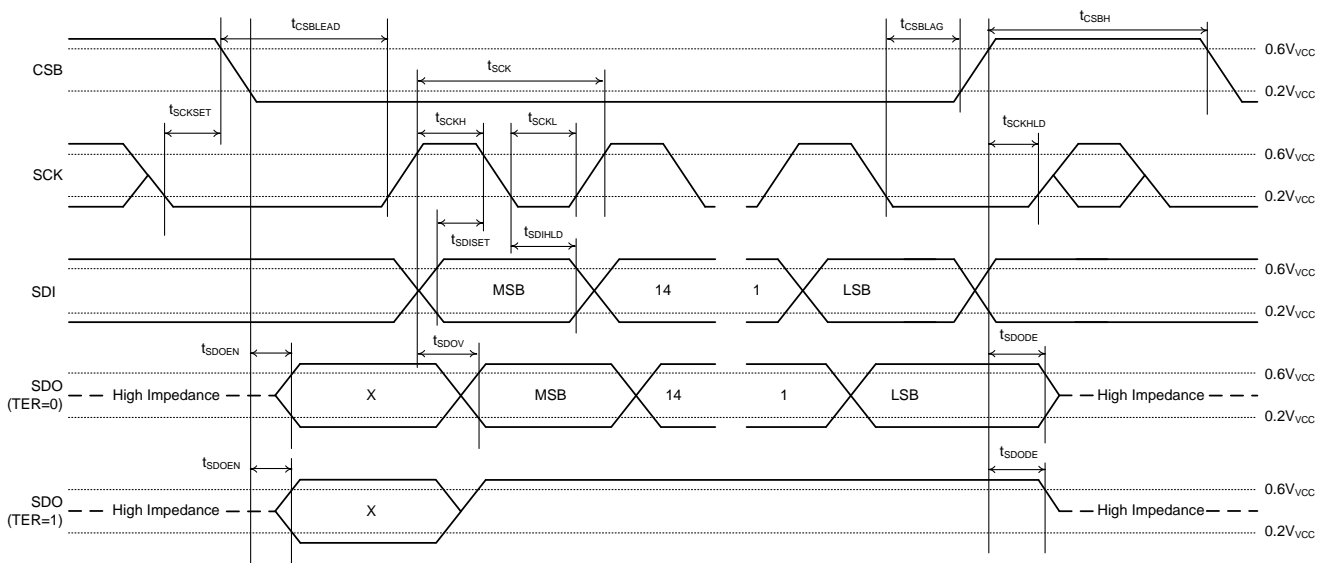 tCSBLEAD
tCSBLAG
tCSBH
CSB
0.6VVCC
tSCK
0.2VVCC
tSCKSET
tSCKH
tSCKL
tSCKHLD
SCK
0.6VVCC
0.2VVCC
tSDISET
tSDIHLD
SDI
MSB
14
1
LSB
0.6VVCC
0.2VVCC
tSDOEN
tSDOV
tSDODE
SDO
(TER=0)
High Impedance
X
MSB
14
1
LSB
High Impedance
0.6VVCC
0.2VVCC
tSDOEN
tSDODE
SDO
(TER=1)
High Impedance
X
High Impedance
0.6VVCC
0.2VVCC